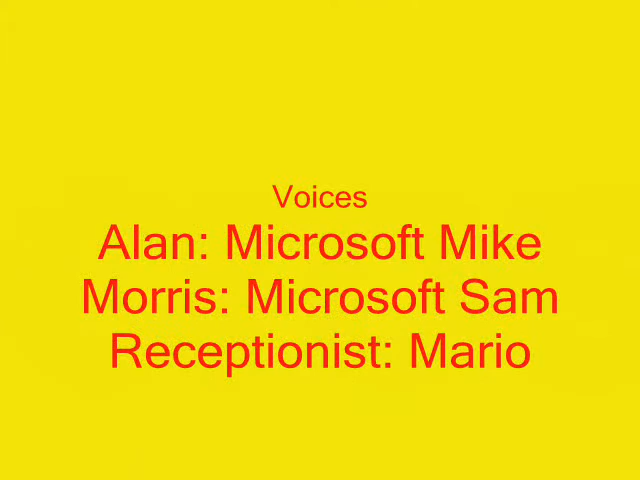 Voices
Alan: Microsoft Mike
Morris: Microsoft Sam
Receptionist: Mario